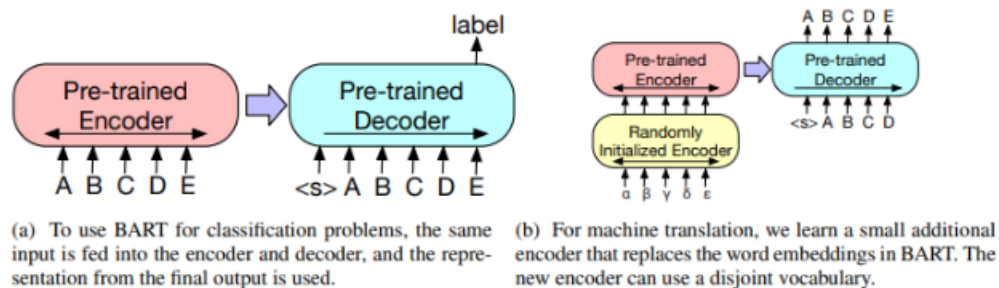 label
Pre-trained
Encoder
Pre-trained
Decoder
A B C D E
<s> A B C D E
(a) To use BART for classification problems, the same
input is fed into the encoder and decoder, and the repre-
sentation from the final output is used.
A B C D E
Pre-trained
Encoder
Pre-trained
Decoder
<s> A B C D
Randomly
Initialized Encoder
α β γ δ ε
(b) For machine translation, we learn a small additional
encoder that replaces the word embeddings in BART. The
new encoder can use a disjoint vocabulary.